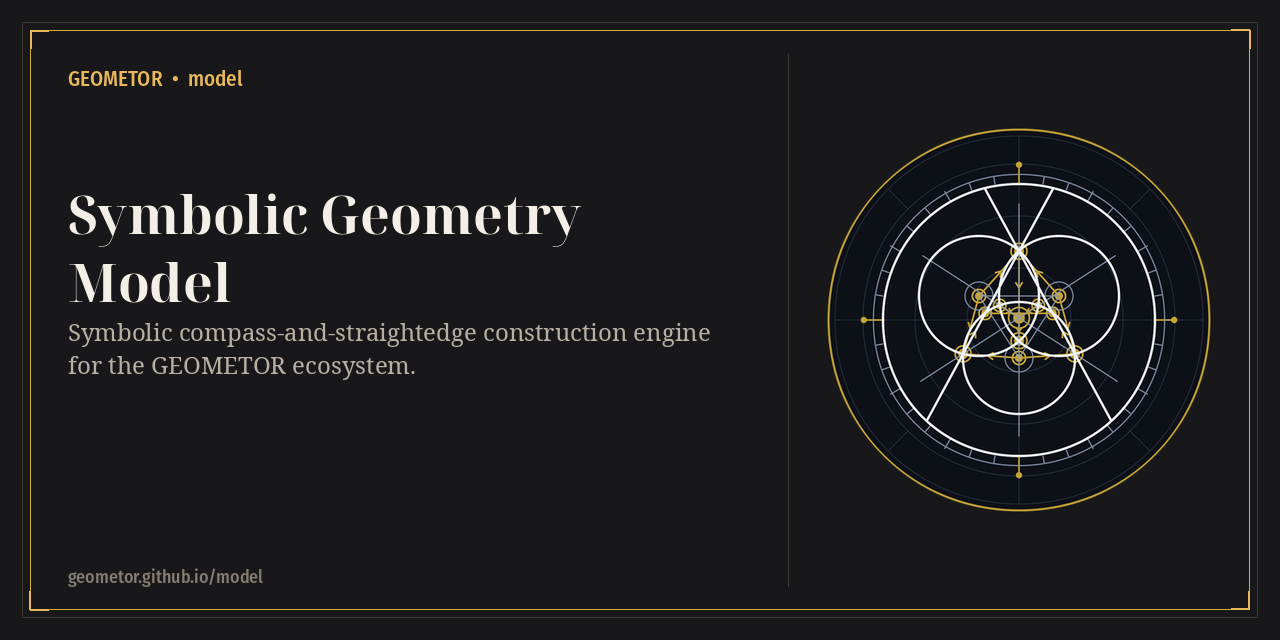 GEOMETOR • model
Symbolic Geometry
Model
Symbolic compass-and-straightedge construction engine
for the GEOMETOR ecosystem.
geometor.github.io/model